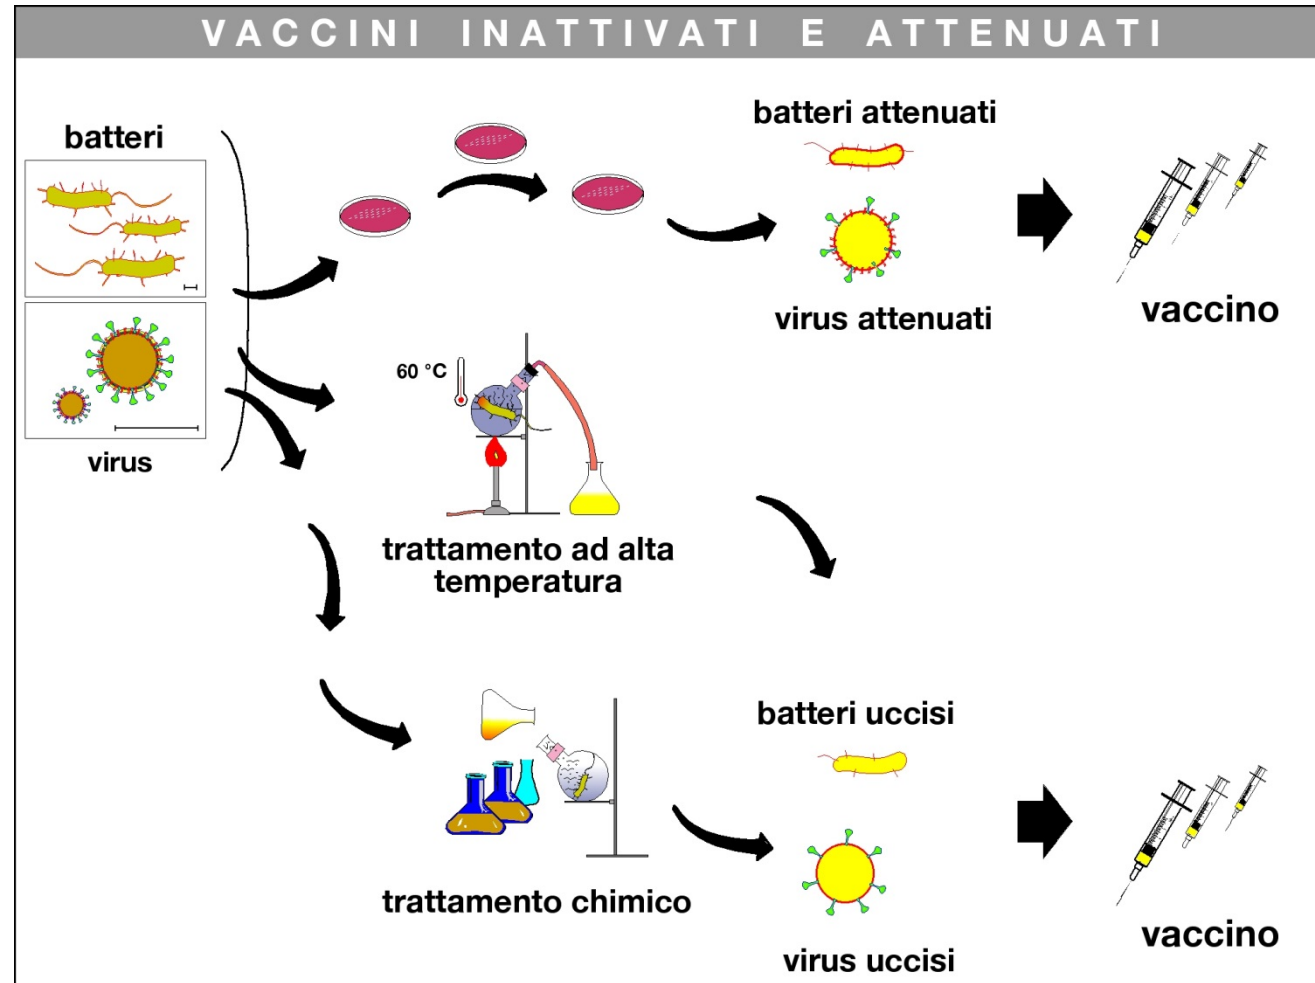 VACCINI INATTIVATI E ATTENUATI
batteri
virus
batteri attenuati
virus attenuati
vaccino
60 °C
trattamento ad alta
temperatura
trattamento chimico
batteri uccisi
virus uccisi
vaccino